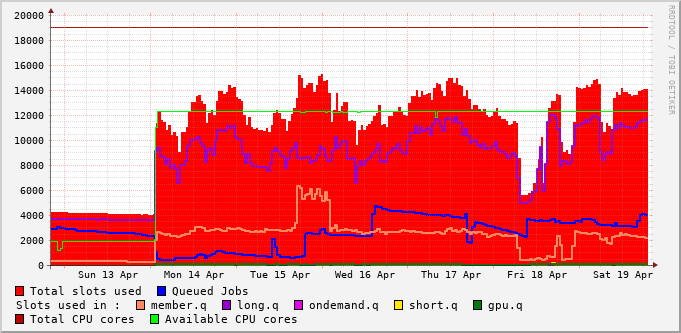 20000
18000
16000
14000
12000
10000
8000
6000
4000
2000
0
Sun 13 Apr Mon 14 Apr Tue 15 Apr Wed 16 Apr Thu 17 Apr Fri 18 Apr Sat 19 Apr
Total slots used Queued Jobs
Slots used in : member.q long.q ondemand.q short.q gpu.q
Total CPU cores Available CPU cores
RRDTOOL / TOBI OETIKER